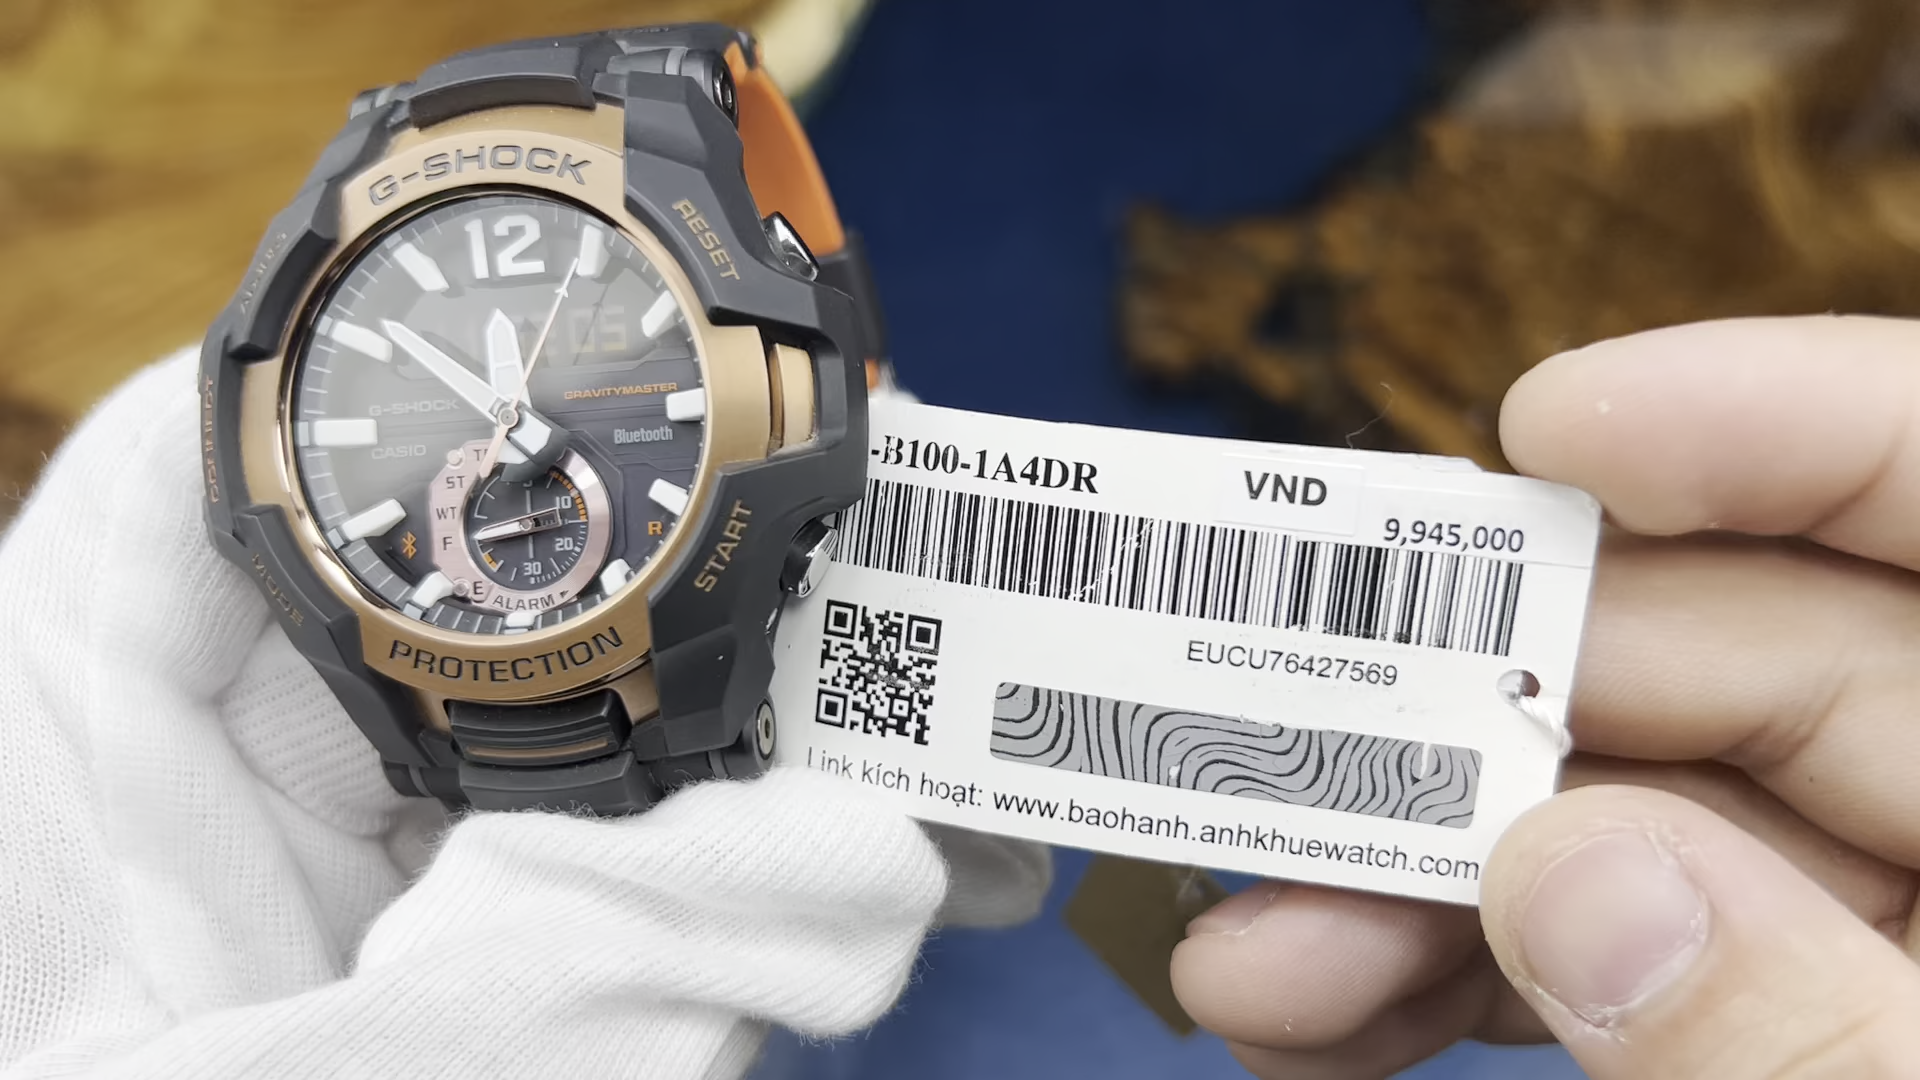 G-SHOCK
RESET
12
GRAVITYMASTER
G-SHOCK
Bluetooth
CASIO
ST
WT
F
E
10
20
30
R
ALARM
START
MODE
PROTECTION
-B100-1A4DR
VND
9,945,000
EUCU76427569
Link kích hoạt: www.baohanh.anhkhuewatch.com